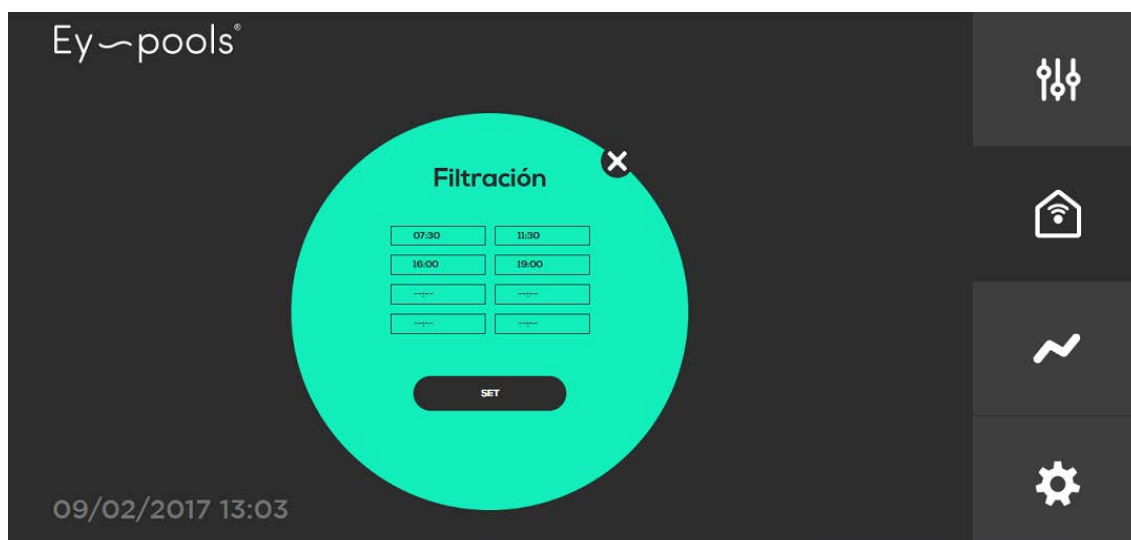 Ey~pools®
Filtración
07:30 11:30
16:00 19:00
--:-- --:--
--:-- --:--
SET
09/02/2017 13:03